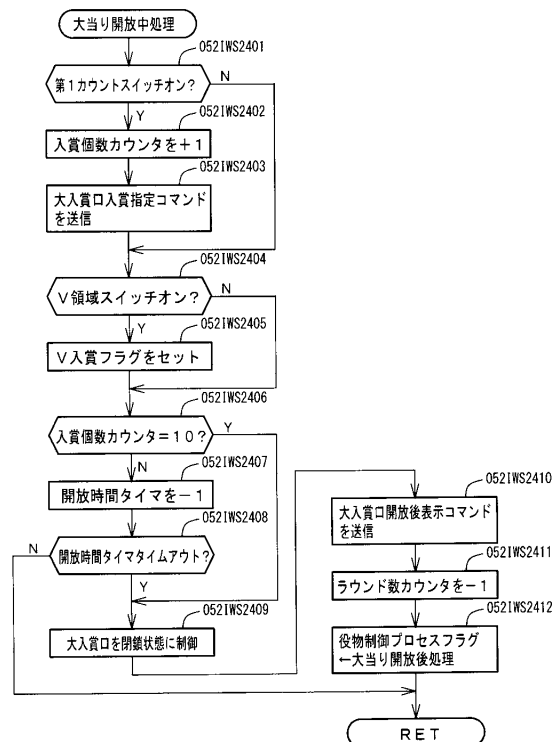 大当り開放中処理
052IWS2401
第1カウントスイッチオン?
N
Y
052IWS2402
入賞個数カウンタを+1
052IWS2403
大入賞口入賞指定コマンド
を送信
052IWS2404
V領域スイッチオン?
N
Y
052IWS2405
V入賞フラグをセット
052IWS2406
入賞個数カウンタ=10?
Y
N
052IWS2407
開放時間タイマを-1
052IWS2408
N
開放時間タイマタイムアウト?
Y
052IWS2409
大入賞口を閉鎖状態に制御
052IWS2410
大入賞口開放後表示コマンド
を送信
052IWS2411
ラウンド数カウンタを-1
052IWS2412
役物制御プロセスフラグ
←大当り開放後処理
RET